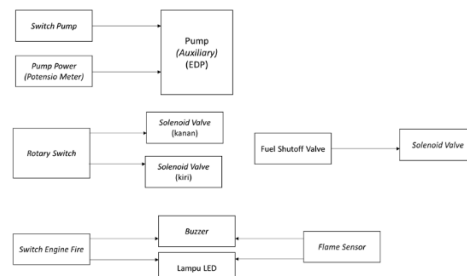 Switch Pump
Pump Power
(Potensio Meter)
Pump
(Auxiliary)
(EDP)
Rotary Switch
Solenoid Valve
(kanan)
Solenoid Valve
(kiri)
Fuel Shutoff Valve
Solenoid Valve
Switch Engine Fire
Buzzer
Lampu LED
Flame Sensor